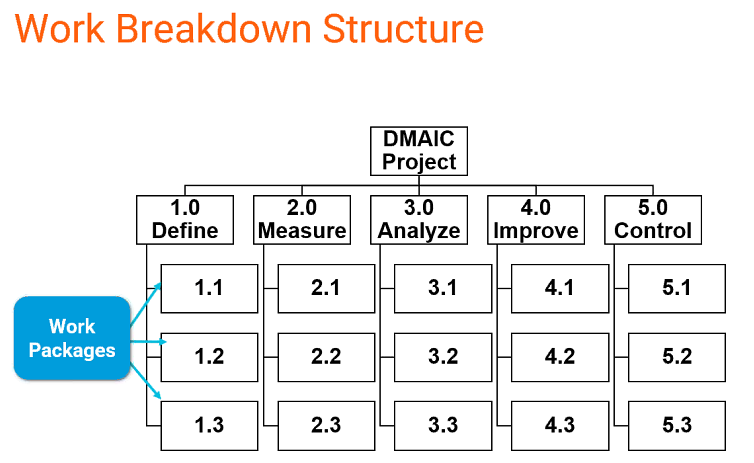 Work Breakdown Structure
DMAIC
Project
1.0
Define
2.0
Measure
3.0
Analyze
4.0
Improve
5.0
Control
1.1
2.1
3.1
4.1
5.1
Work
Packages
1.2
2.2
3.2
4.2
5.2
1.3
2.3
3.3
4.3
5.3